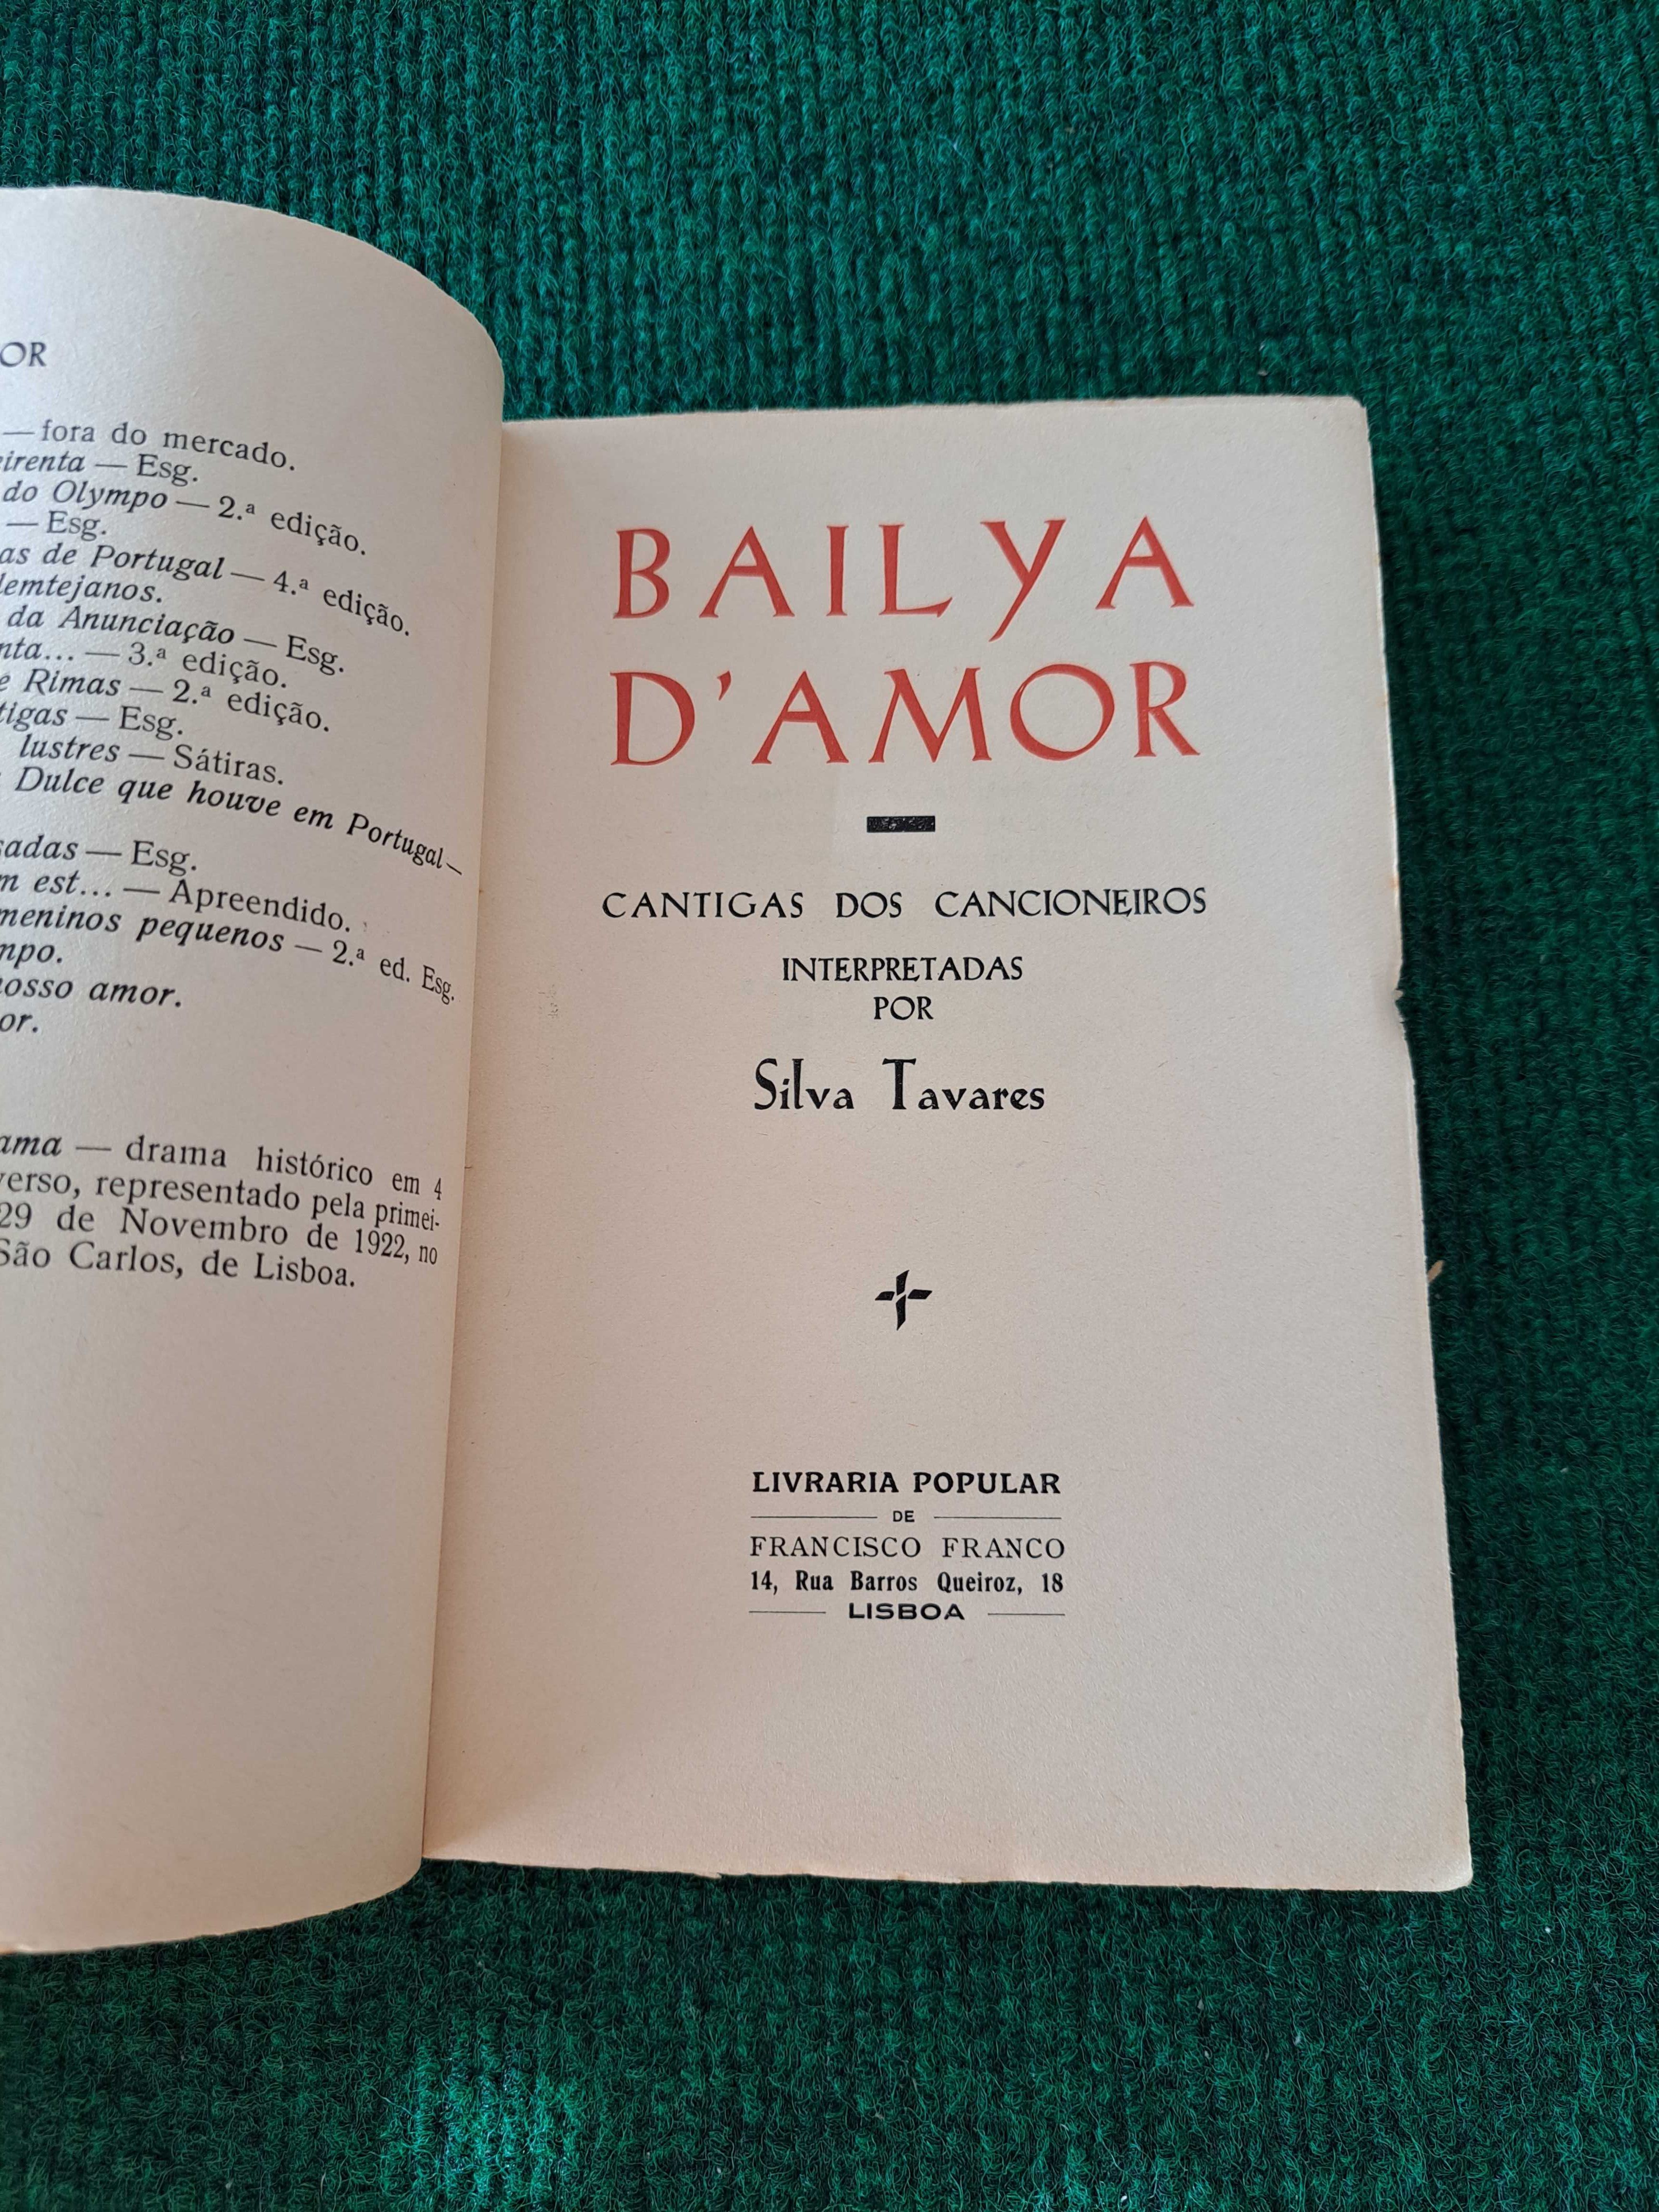 OR
— fora do mercado.
eirenta — Esg.
do Olympo — 2.ª edição.
— Esg.
as de Portugal — 4.ª edição.
lemtejanos.
da Anunciação — Esg.
nta... — 3.ª edição.
e Rimas — 2.ª edição.
tigas — Esg.
lustres — Sátiras.
Dulce que houve em Portugal —
sadas — Esg.
m est... — Apreendido.
meninos pequenos — 2.ª ed. Esg.
mpo.
nosso amor.
or.
ama — drama histórico em 4
verso, representado pela primei-
29 de Novembro de 1922, no
São Carlos, de Lisboa.
BAILYA
D'AMOR
CANTIGAS DOS CANCIONEIROS
INTERPRETADAS
POR
Silva Tavares
LIVRARIA POPULAR
DE
FRANCISCO FRANCO
14, Rua Barros Queiroz, 18
LISBOA